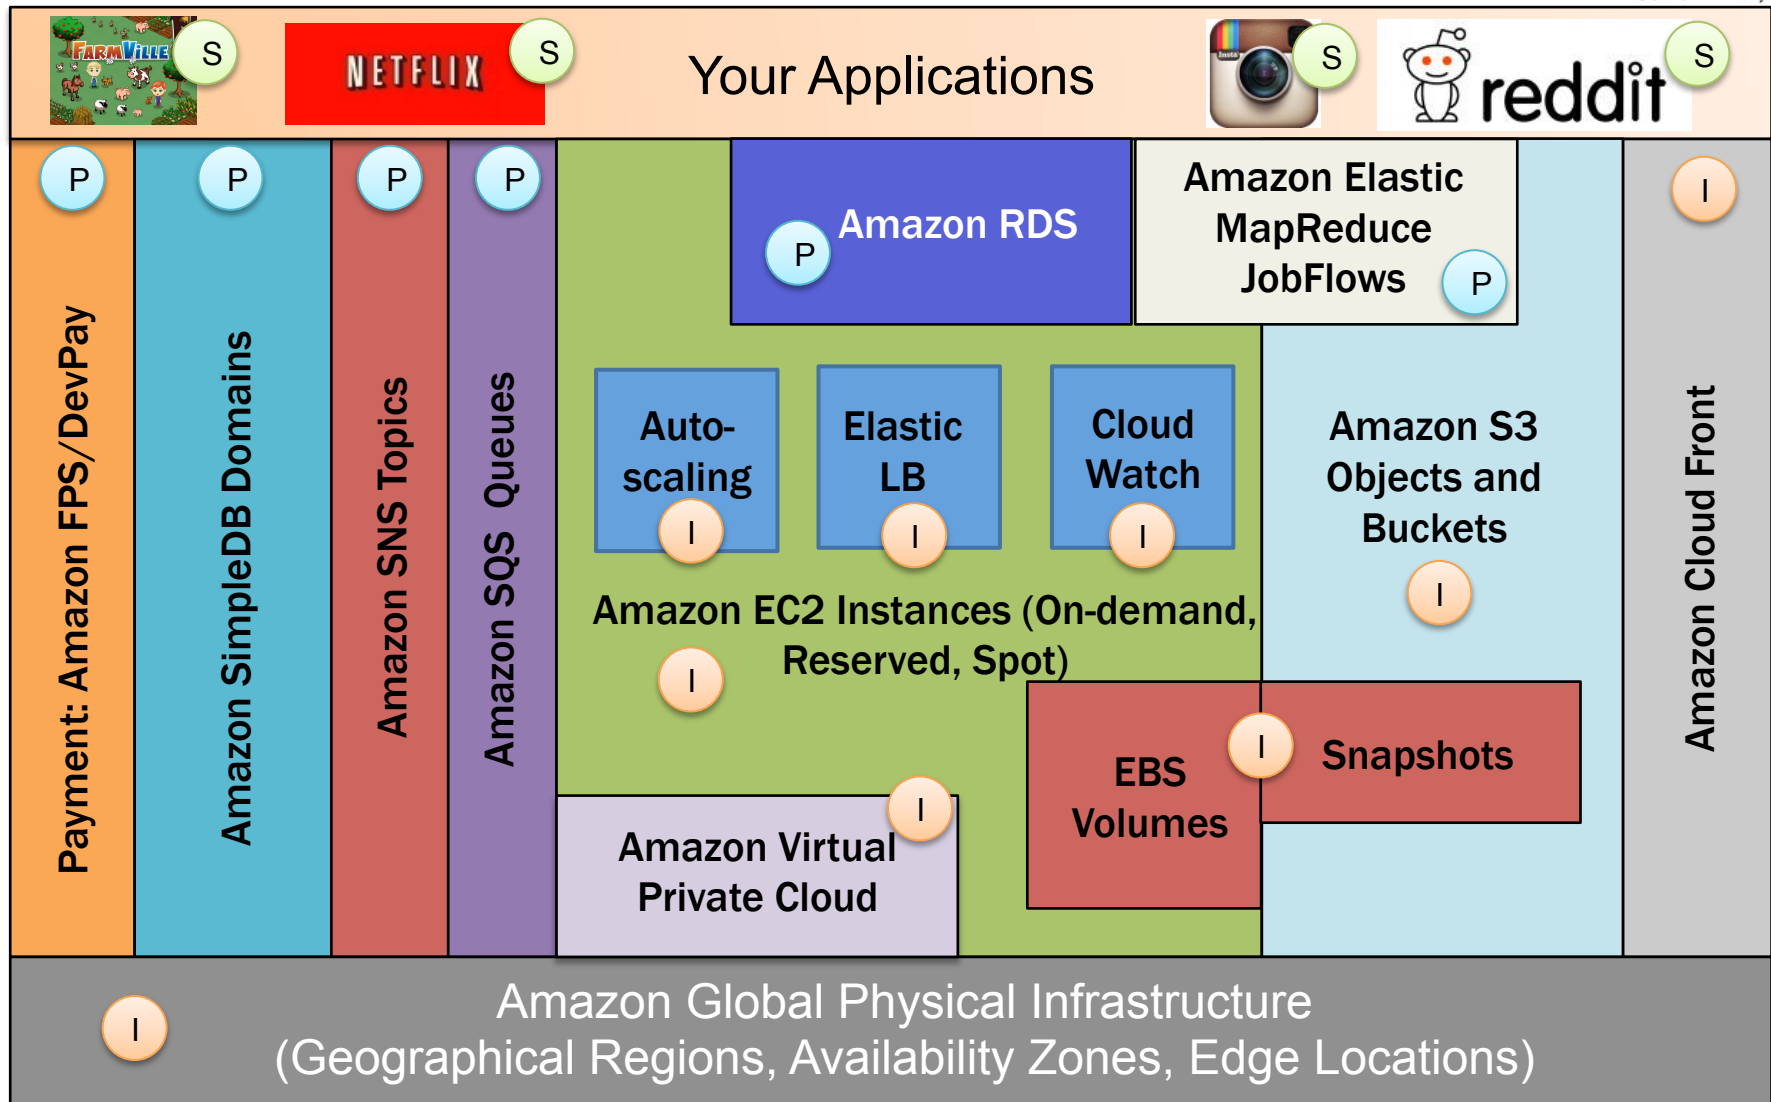 FARMVILLE
S
NETFLIX
S
Your Applications
Insta
S
reddit
S
P
Payment: Amazon FPS/DevPay
P
Amazon SimpleDB Domains
P
Amazon SNS Topics
P
Amazon SQS Queues
Amazon RDS
P
Amazon Elastic
MapReduce
JobFlows
P
I
Amazon Cloud Front
Auto-
scaling
I
Elastic
LB
I
Cloud
Watch
I
Amazon S3
Objects and
Buckets
I
Amazon EC2 Instances (On-demand,
Reserved, Spot)
I
EBS
Volumes
I
Snapshots
Amazon Virtual
Private Cloud
I
I
Amazon Global Physical Infrastructure
(Geographical Regions, Availability Zones, Edge Locations)